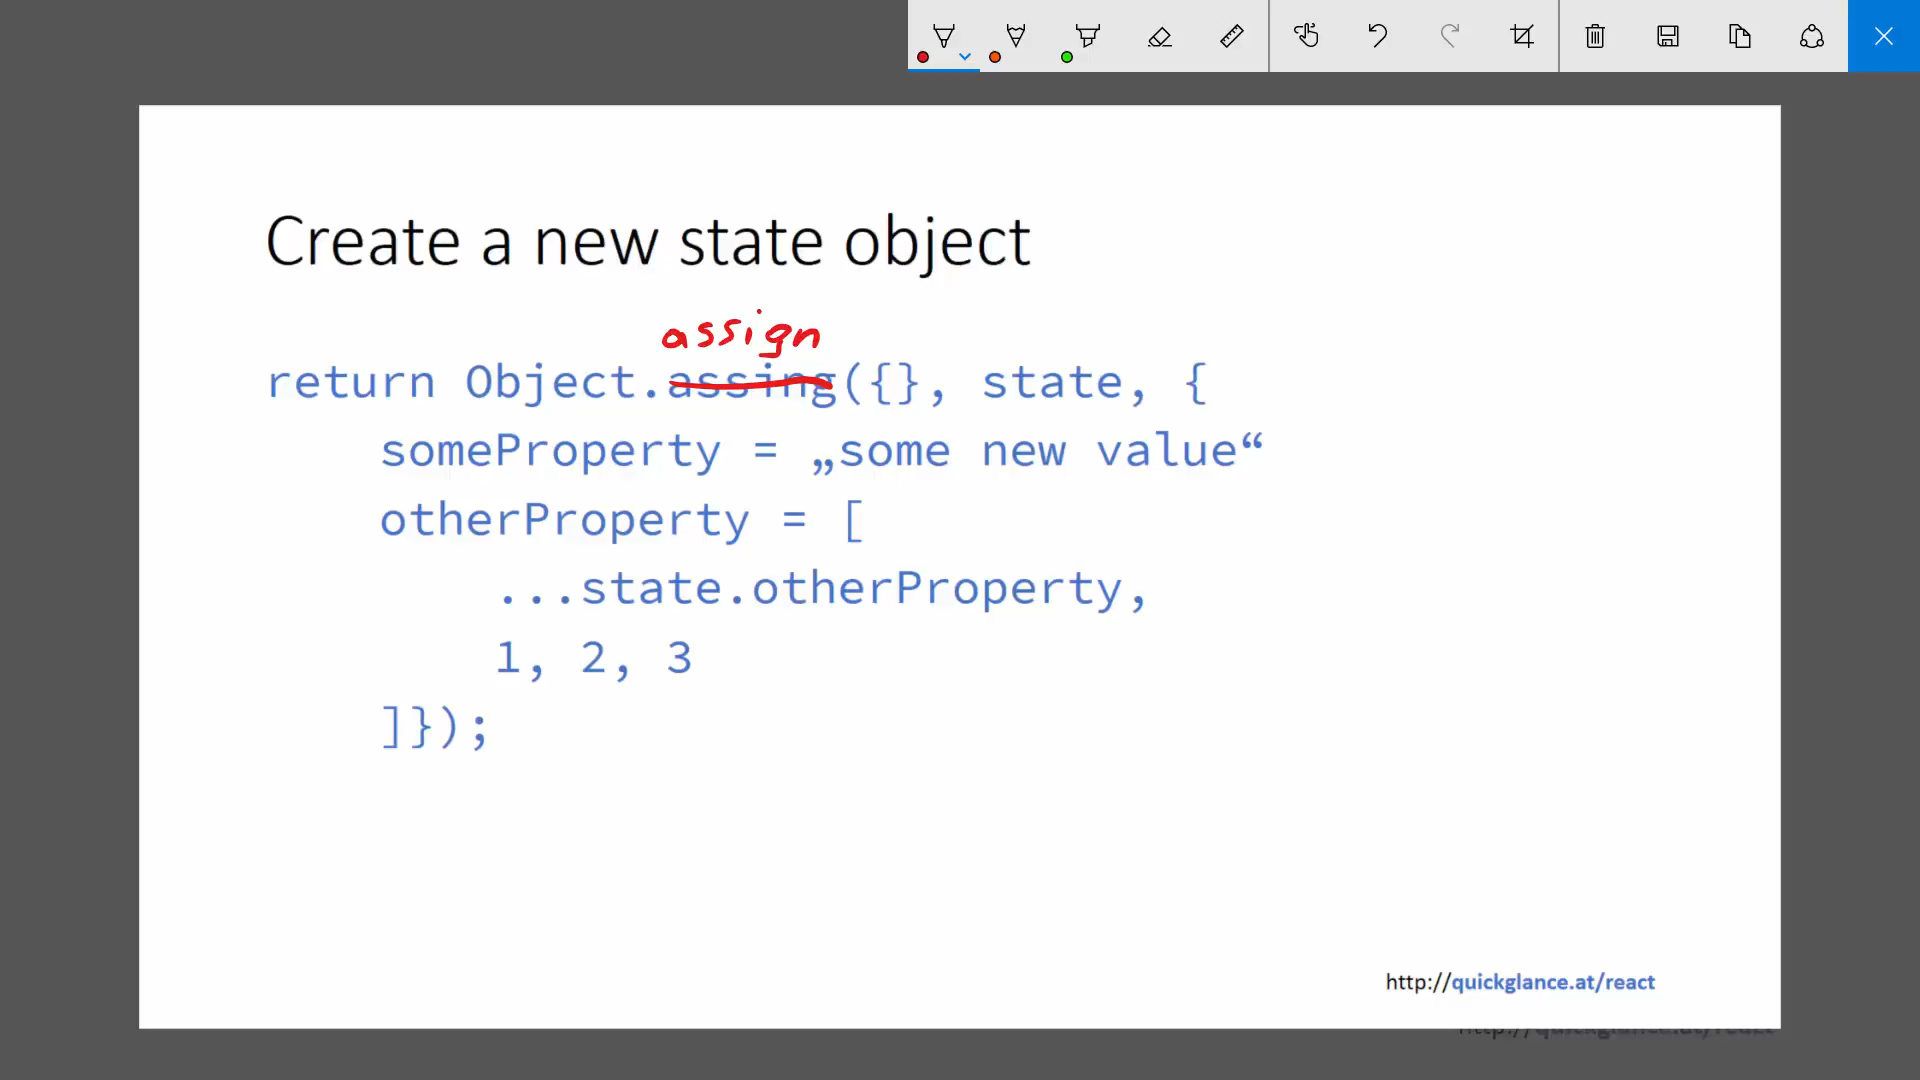 Create a new state object
assign
return Object.assing({}, state, {
someProperty = „some new value“
otherProperty = [
...state.otherProperty,
1, 2, 3
]});
http://quickglance.at/react